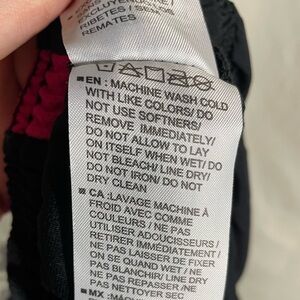 EXCLUYEN
RIBETES /
REMATES.
■ EN : MACHINE WASH COLD
WITH LIKE COLORS/ DO
NOT USE SOFTNERS/
REMOVE IMMEDIATELY/
DO NOT ALLOW TO LAY
ON ITSELF WHEN WET/ DO
NOT BLEACH/ LINE DRY/
DO NOT IRON/ DO NOT
DRY CLEAN
■ CA :LAVAGE MACHINE À
FROID AVEC COMME
COULEURS / NE PAS
UTILISER ADOUCISSEURS /
RETIRER IMMÉDIATEMENT /
NE PAS LAISSER DE FIXER
ON SE QUAND WET / NE
PAS BLANCHIR/ LINE DRY
NE PAS REPASSER /NE
PAS NETTOYER SEC
■ MX :